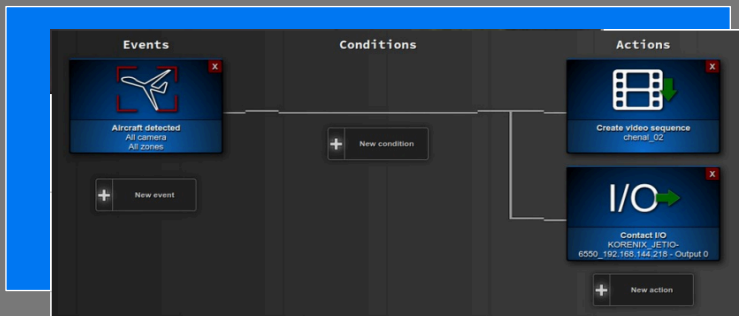 Events
Conditions
Actions
X
Aircraft detected
All camera
All zones
+ New event
+ New condition
X
Create video sequence
chenal_02
X
I/O
Contact I/O
KORENIX_JETIO-
6550_192.168.144.218 - Output 0
+ New action